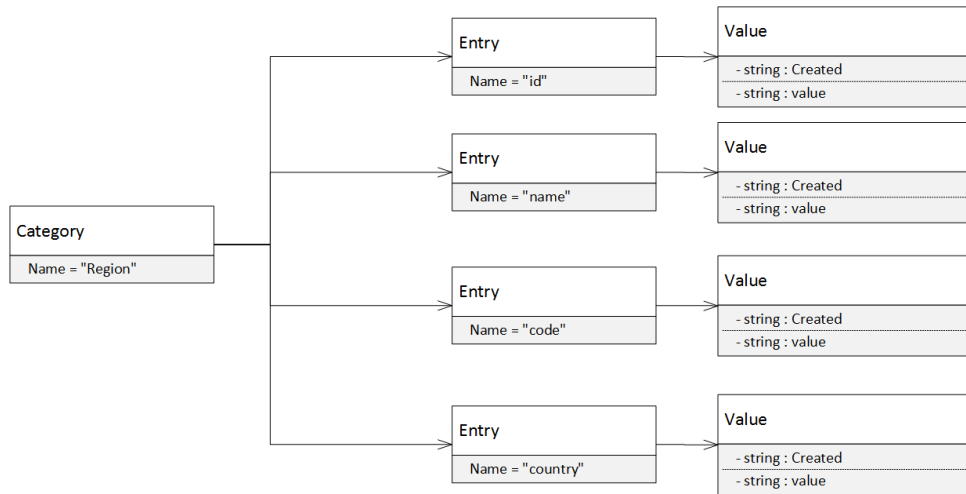 Entry
Name = "id"
Value
- string : Created
- string : value
Entry
Name = "name"
Value
- string : Created
- string : value
Category
Name = "Region"
Entry
Name = "code"
Value
- string : Created
- string : value
Entry
Name = "country"
Value
- string : Created
- string : value